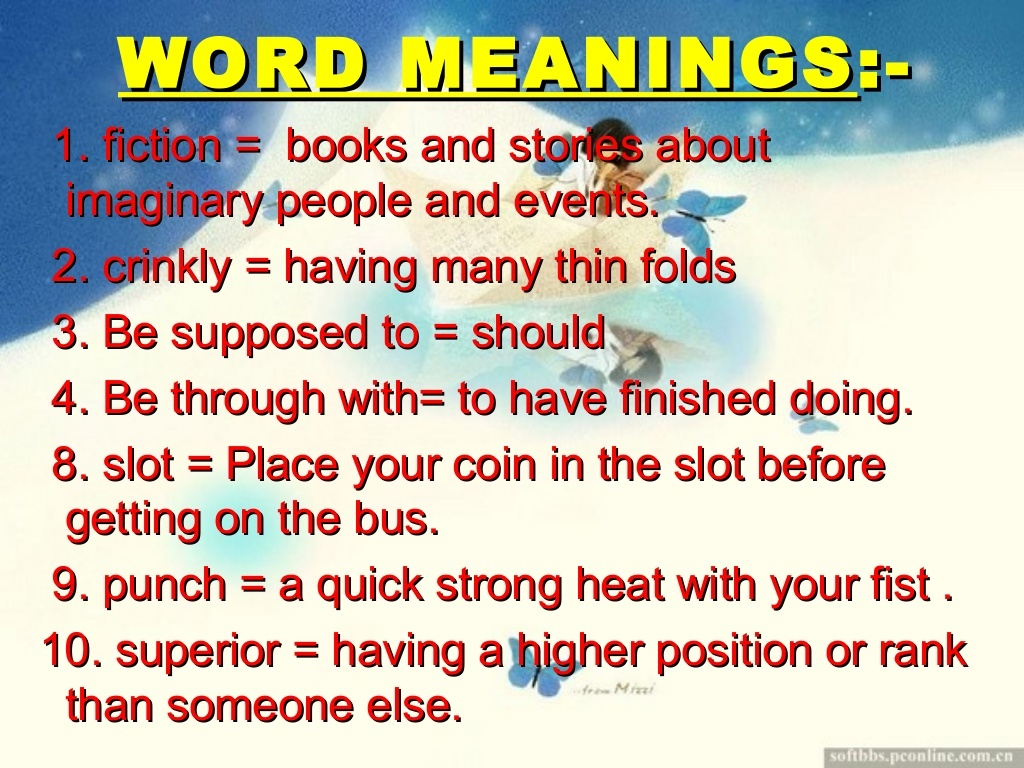 WORD MEANINGS:-
1. fiction = books and stories about
imaginary people and events.
2. crinkly = having many thin folds
3. Be supposed to = should
4. Be through with= to have finished doing.
8. slot = Place your coin in the slot before
getting on the bus.
9. punch = a quick strong heat with your fist .
10. superior = having a higher position or rank
...from Mizzi
than someone else.
softbbs.pconline.com.cn